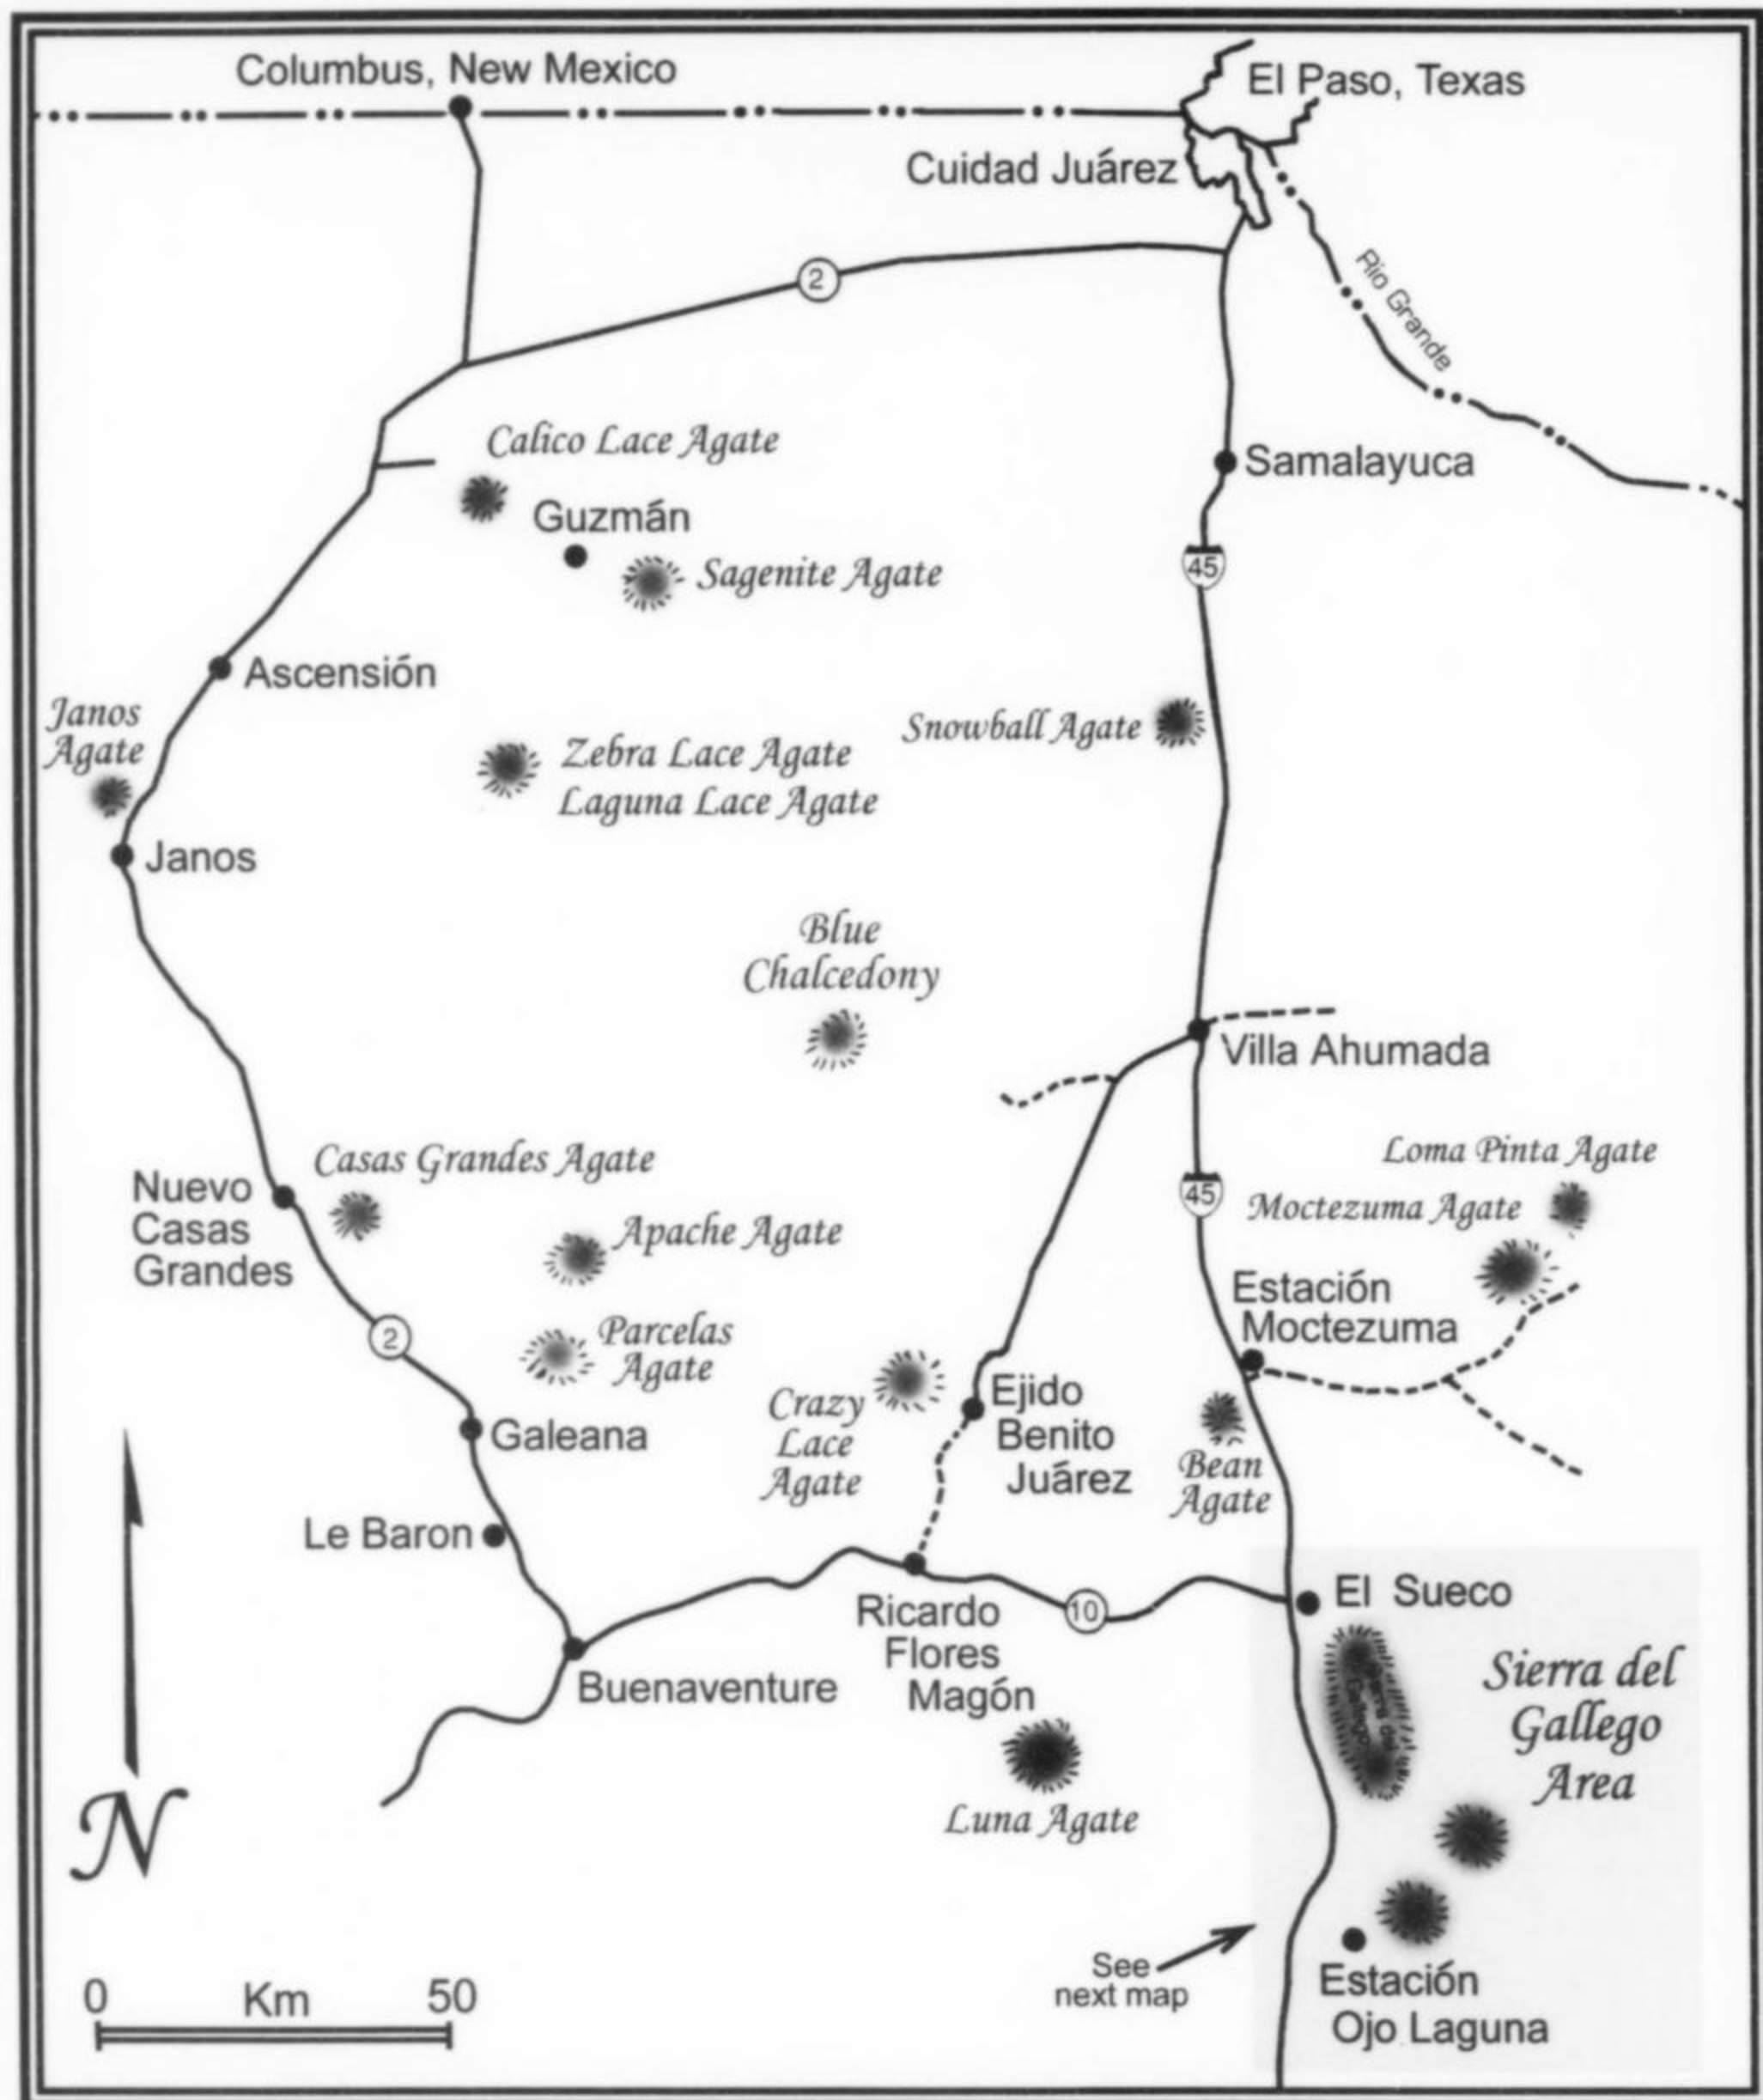 Columbus, New Mexico
El Paso, Texas
Cuidad Juárez
2
Rio Grande
Calico Lace Agate
Samalayuca
Guzmán
45
Sagenite Agate
Ascensión
Janos
Agate
Snowball Agate
Zebra Lace Agate
Laguna Lace Agate
Janos
Blue
Chalcedony
Villa Ahumada
Casas Grandes Agate
Loma Pinta Agate
Nuevo
Casas
Grandes
45
Moctezuma Agate
Apache Agate
Estación
Moctezuma
2
Parcelas
Agate
Crazy
Lace
Agate
Ejido
Benito
Juárez
Galeana
Bean
Agate
Le Baron
El Sueco
Ricardo
Flores
Magón
10
Buenaventure
Sierra del
Gallego
Area
Luna Agate
N
See
next map
Estación
Ojo Laguna
0 Km 50